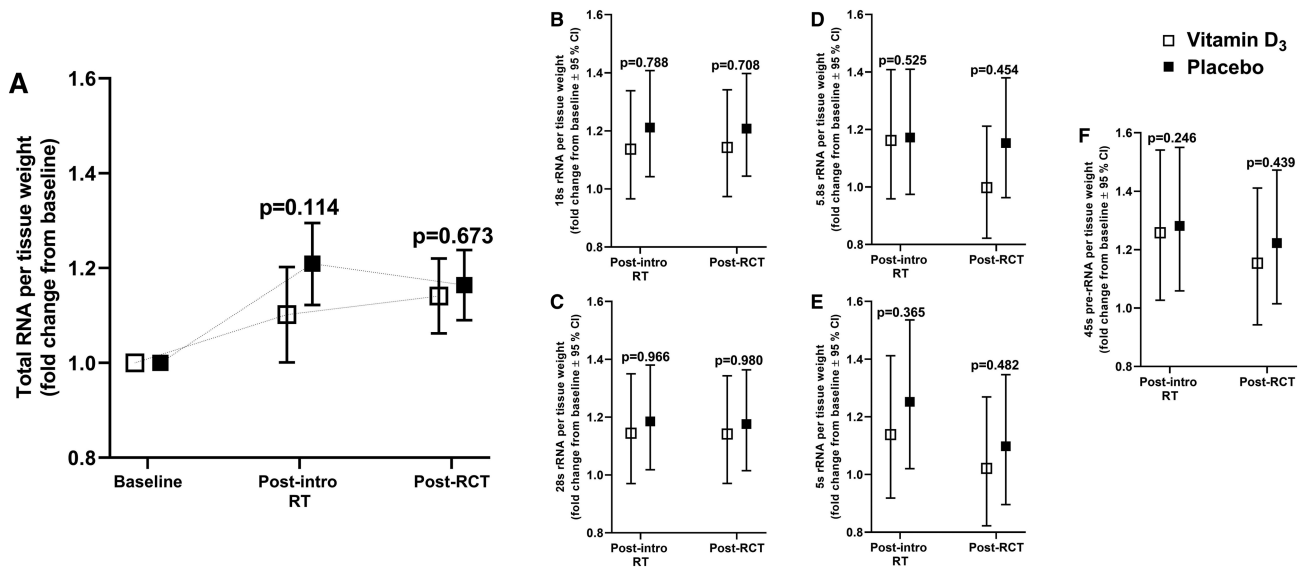 A
Total RNA per tissue weight
(fold change from baseline)
1.6
1.4
1.2
1.0
0.8
p=0.114
p=0.673
Baseline
Post-intro
RT
Post-RCT
B
18s rRNA per tissue weight
(fold change from baseline ± 95 % CI)
1.6
1.4
1.2
1.0
0.8
p=0.788
p=0.708
Post-intro
RT
Post-RCT
C
28s rRNA per tissue weight
(fold change from baseline ± 95 % CI)
1.6
1.4
1.2
1.0
0.8
p=0.966
p=0.980
Post-intro
RT
Post-RCT
D
5.8s rRNA per tissue weight
(fold change from baseline ± 95 % CI)
1.6
1.4
1.2
1.0
0.8
p=0.525
p=0.454
Post-intro
RT
Post-RCT
E
5s rRNA per tissue weight
(fold change from baseline ± 95 % CI)
1.6
1.4
1.2
1.0
0.8
p=0.365
p=0.482
Post-intro
RT
Post-RCT
Vitamin D3
Placebo
F
45s pre-rRNA per tissue weight
(fold change from baseline ± 95 % CI)
1.6
1.4
1.2
1.0
0.8
p=0.246
p=0.439
Post-intro
RT
Post-RCT